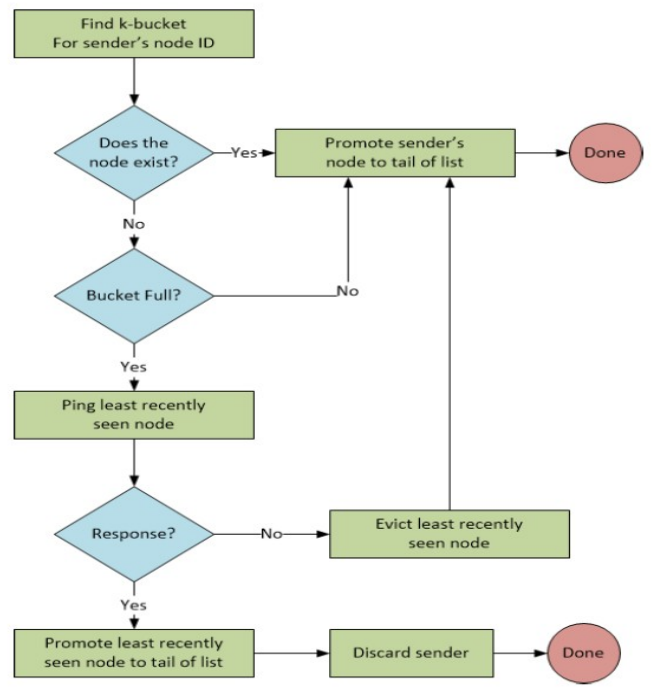 Find k-bucket
For sender's node ID
Does the
node exist?
Yes
Promote sender's
node to tail of list
Done
No
Bucket Full?
No
Yes
Ping least recently
seen node
Response?
No
Evict least recently
seen node
Yes
Promote least recently
seen node to tail of list
Discard sender
Done